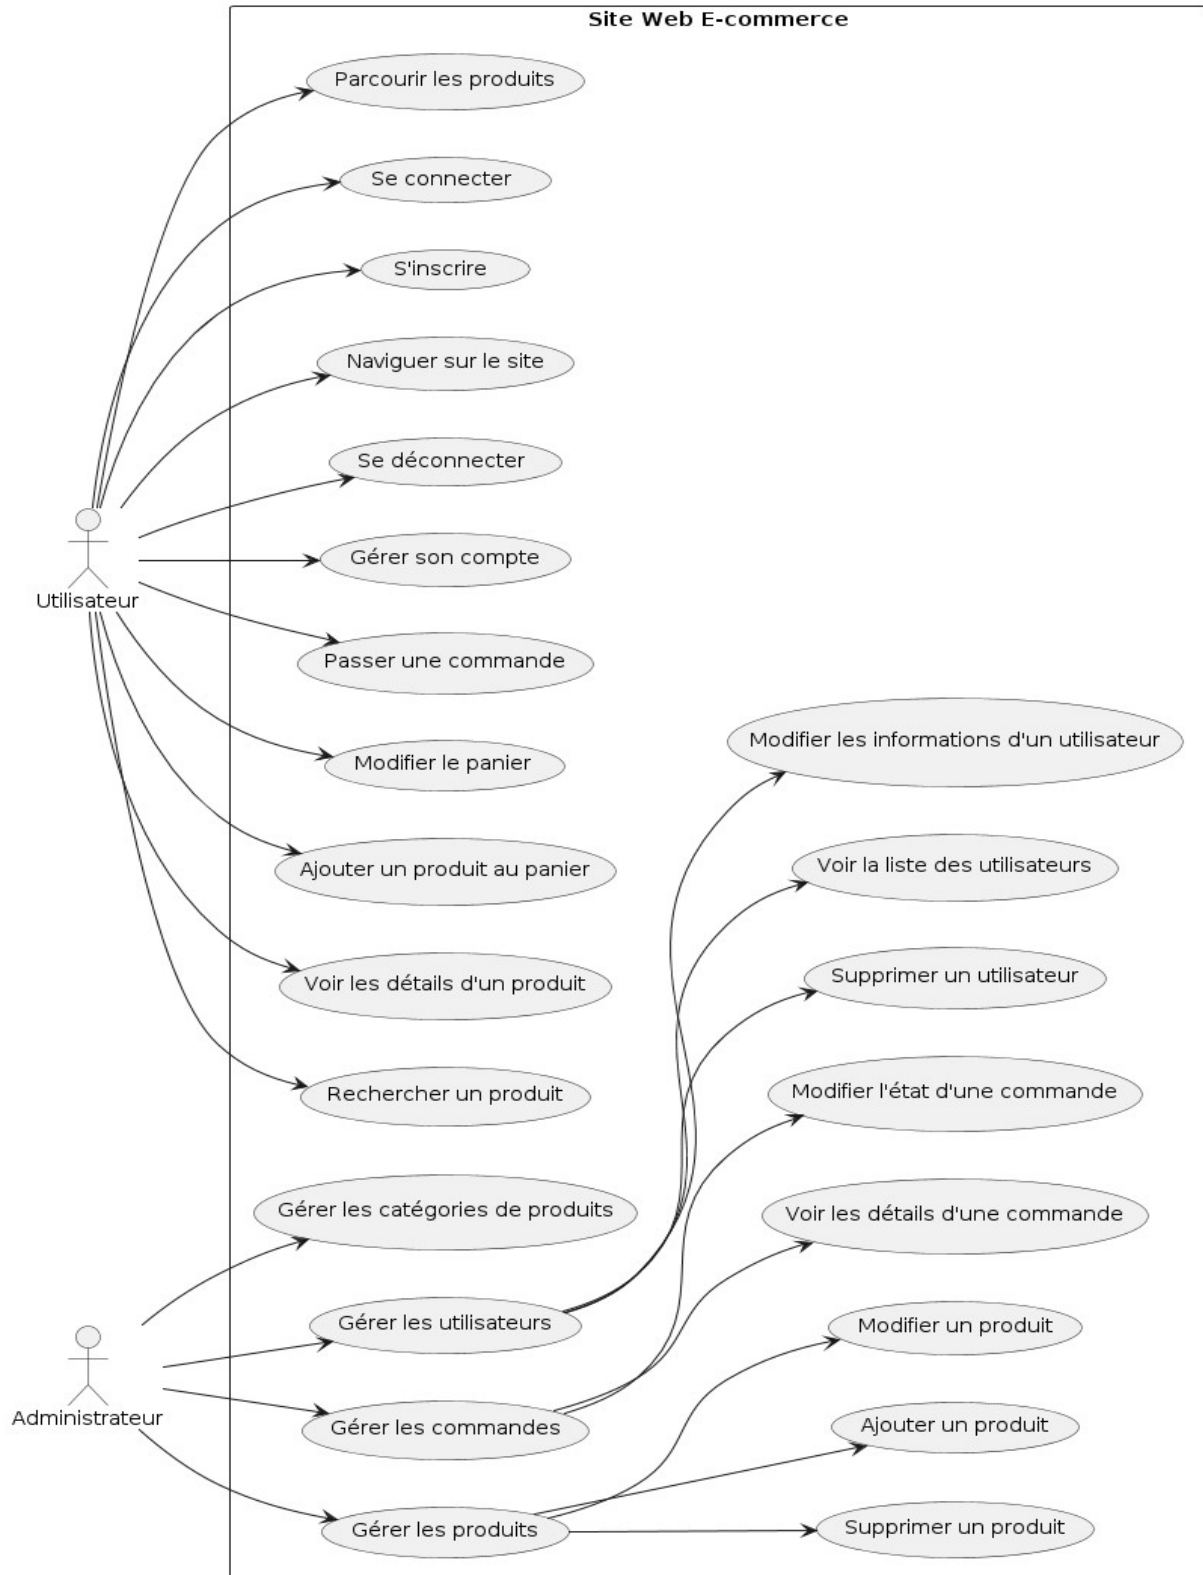 Site Web E-commerce
Parcourir les produits
Se connecter
S'inscrire
Naviguer sur le site
Se déconnecter
Gérer son compte
Utilisateur
Passer une commande
Modifier les informations d'un utilisateur
Modifier le panier
Ajouter un produit au panier
Voir la liste des utilisateurs
Voir les détails d'un produit
Supprimer un utilisateur
Rechercher un produit
Modifier l'état d'une commande
Gérer les catégories de produits
Voir les détails d'une commande
Gérer les utilisateurs
Modifier un produit
Administrateur
Gérer les commandes
Ajouter un produit
Gérer les produits
Supprimer un produit